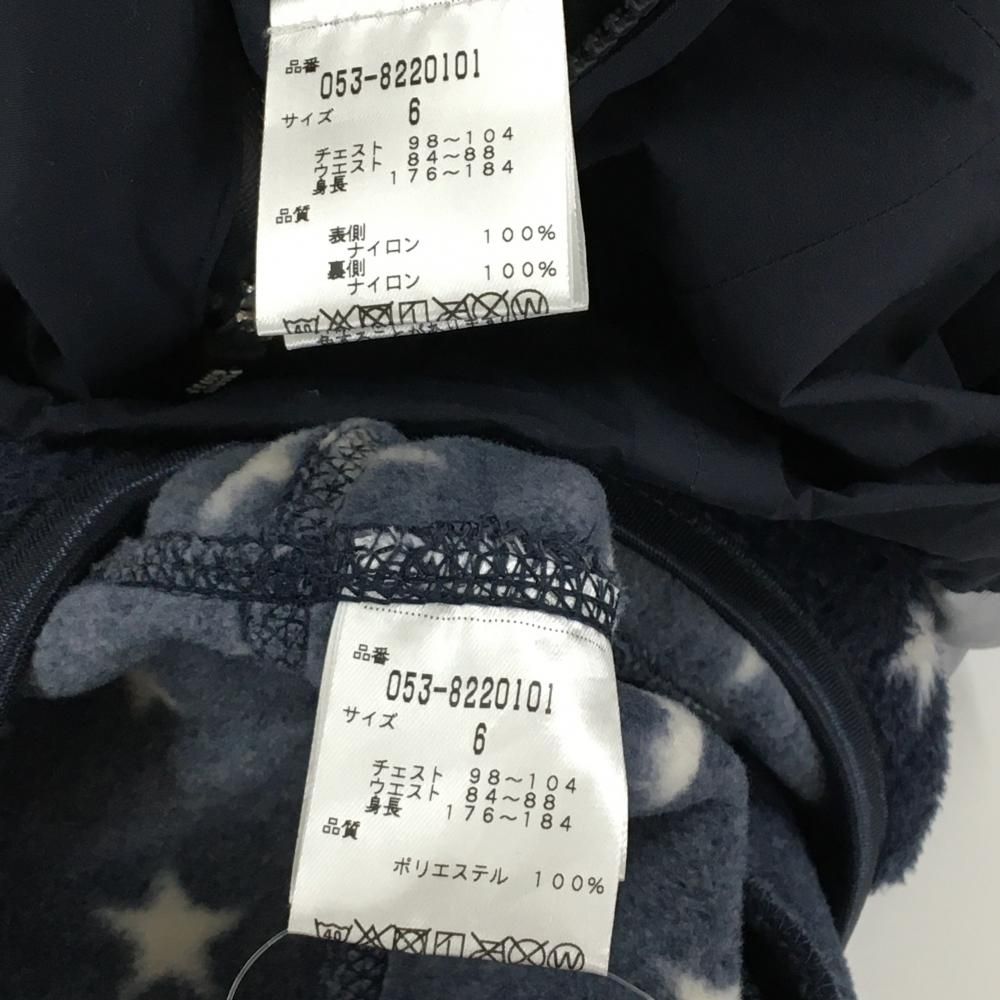 品番
053-8220101
サイズ 6
チェスト 98～104
ウエスト 84～88
身長 176～184
品質
表側
ナイロン 100%
裏側
ナイロン 100%
40
W
品番
053-8220101
サイズ 6
チェスト 98～104
ウエスト 84～88
身長 176～184
品質
ポリエステル 100%
40
W